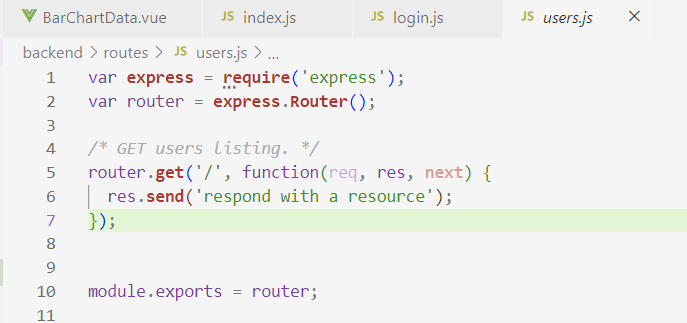 BarChartData.vue JS index.js JS login.js JS users.js
backend > routes > JS users.js > ...
1 var express = require('express');
2 var router = express.Router();
3
4 /* GET users listing. */
5 router.get('/', function(req, res, next) {
6 res.send('respond with a resource');
7 });
8
9
10 module.exports = router;
11